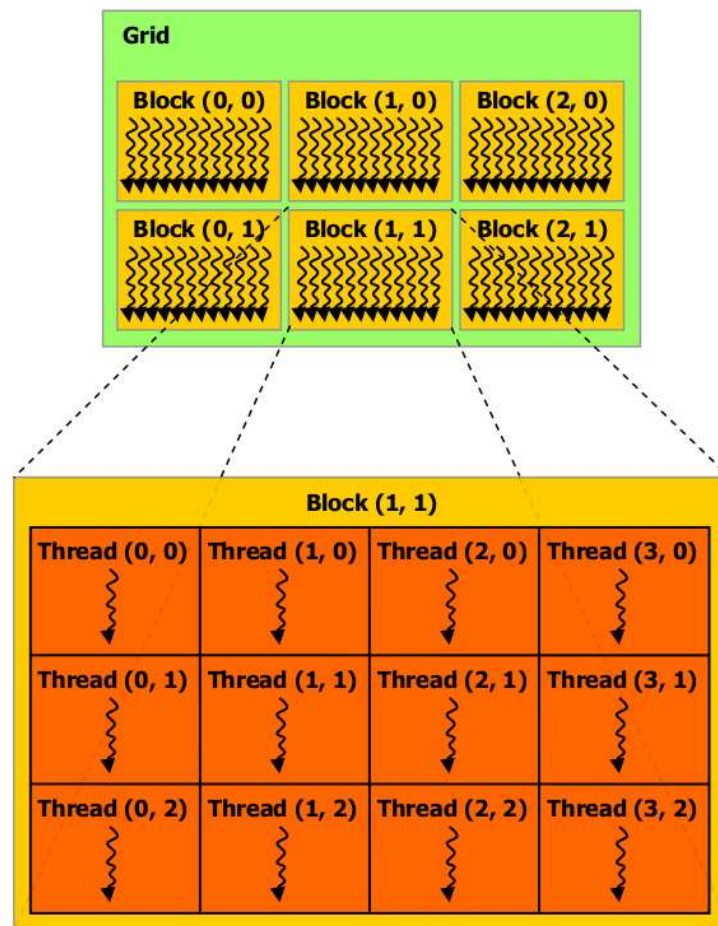 Grid
Block (0, 0) Block (1, 0) Block (2, 0)
Block (0, 1) Block (1, 1) Block (2, 1)
Block (1, 1)
Thread (0, 0) Thread (1, 0) Thread (2, 0) Thread (3, 0)
Thread (0, 1) Thread (1, 1) Thread (2, 1) Thread (3, 1)
Thread (0, 2) Thread (1, 2) Thread (2, 2) Thread (3, 2)